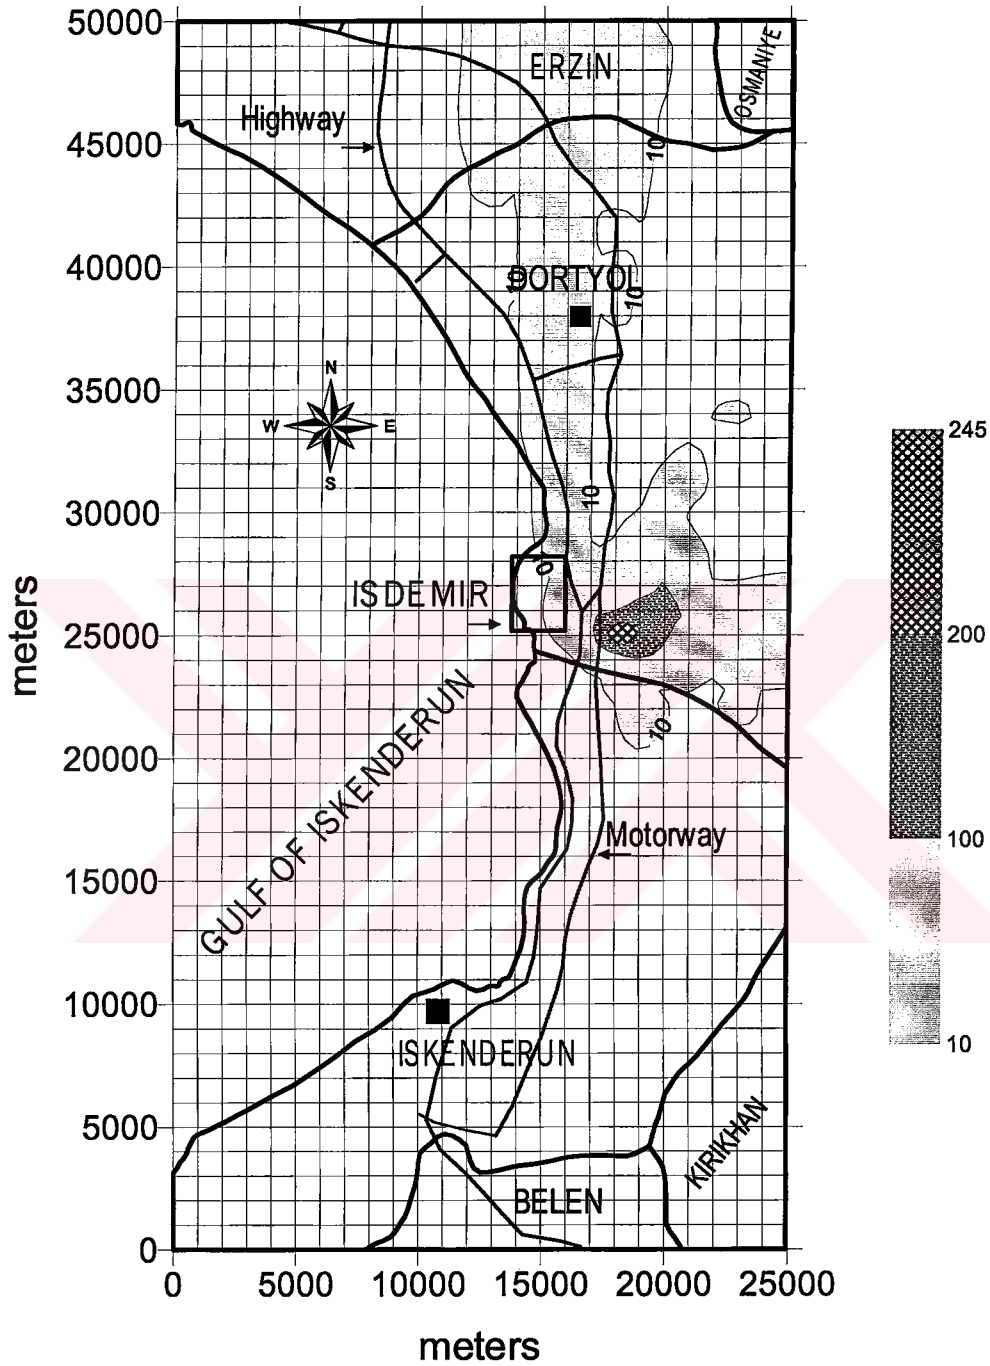 50000
ERZIN
OSMANIYE
Highway
45000
10
40000
DORTYOL
10
10
N
35000
W
E
S
245
10
30000
ISDEMIR
25000
200
meters
GULF OF ISKENDERUN
10
20000
Motorway
100
15000
10000
ISKENDERUN
10
5000
KIRIKHAN
BELEN
0
0
5000
10000
15000
20000
25000
meters